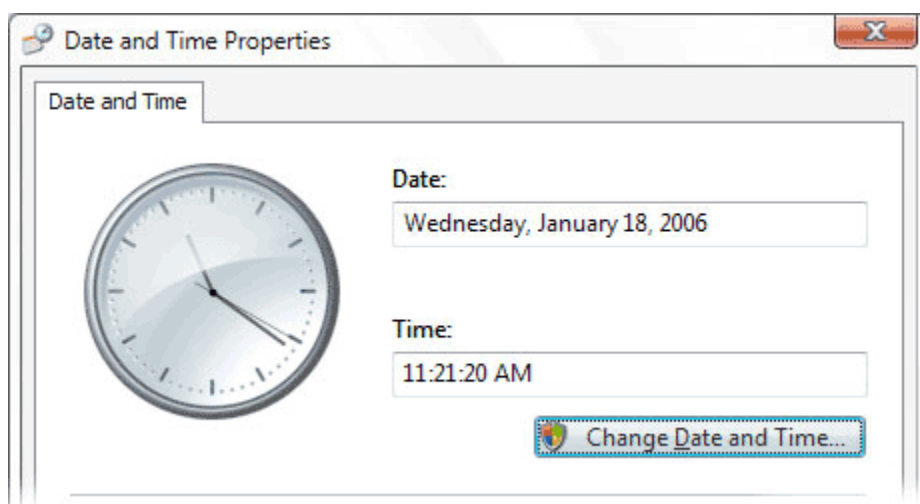 Date and Time Properties
Date and Time
Date:
Wednesday, January 18, 2006
Time:
11:21:20 AM
Change Date and Time...